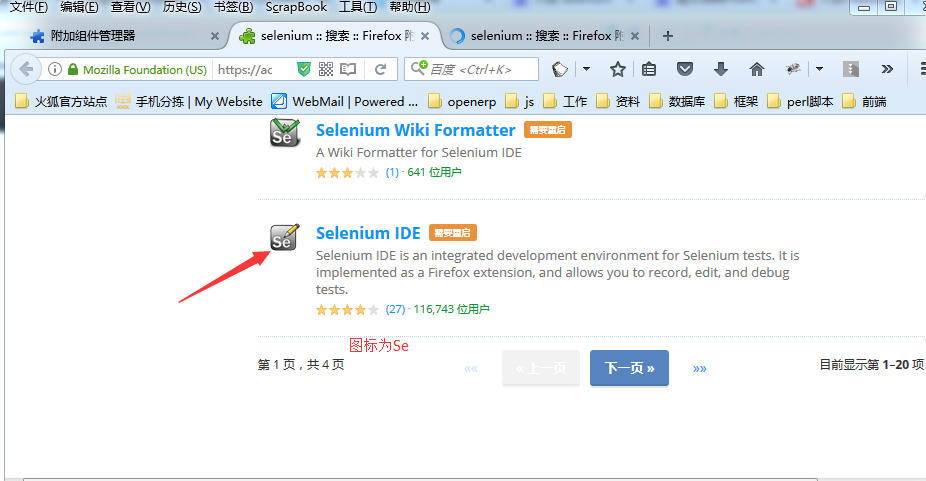 文件(F) 编辑(E) 查看(V) 历史(S) 书签(B) ScrapBook 工具(T) 帮助(H)
附加组件管理器 selenium :: 搜索 :: Firefox 附 selenium :: 搜索 :: Firefox 附
Mozilla Foundation (US) https://ac 百度 <Ctrl+K>
火狐官方站点 手机分拣 | My Website WebMail | Powered ... openerp js 工作 资料 数据库 框架 perl脚本 前端
Se Selenium Wiki Formatter 需要重启
A Wiki Formatter for Selenium IDE
(1) · 641 位用户
Se Selenium IDE 需要重启
Selenium IDE is an integrated development environment for Selenium tests. It is
implemented as a Firefox extension, and allows you to record, edit, and debug
tests.
(27) · 116,743 位用户
图标为Se
第 1 页，共 4 页 «« « 上一页 下一页 » »» 目前显示第 1–20 项